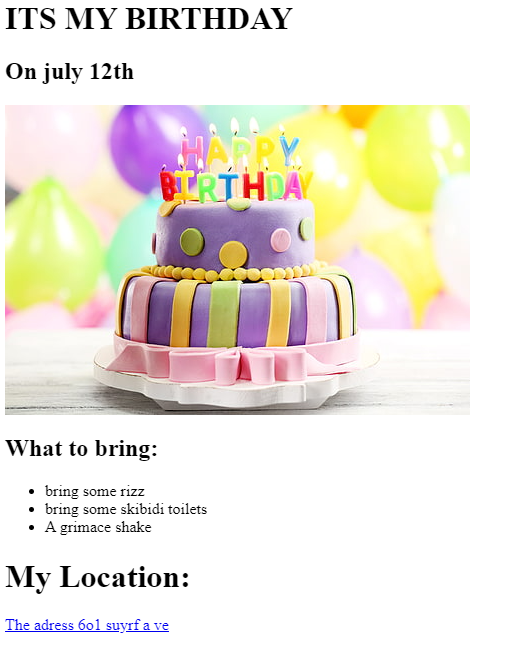 ITS MY BIRTHDAY
On july 12th
HAPPY
BIRTHDAY
What to bring:
bring some rizz
bring some skibidi toilets
A grimace shake
My Location:
The adress 6o1 suyrf a ve